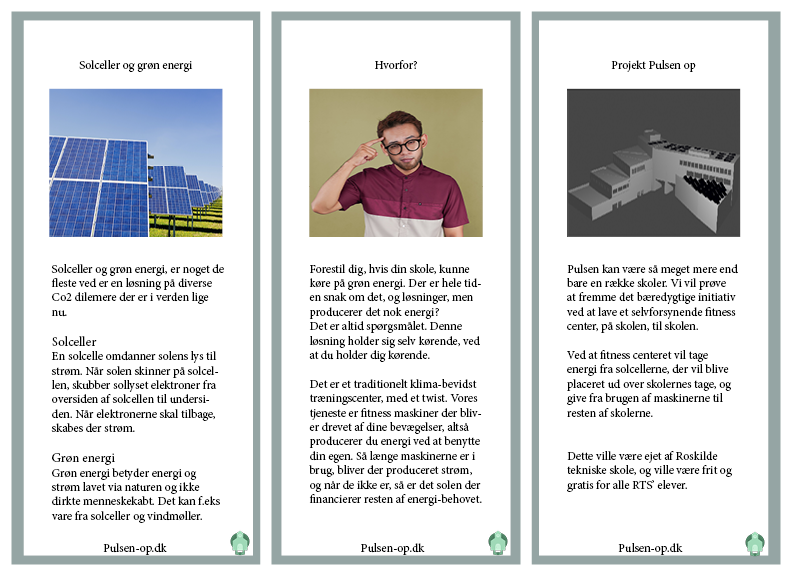 Solceller og grøn energi
Solceller og grøn energi, er noget de
fleste ved er en løsning på diverse
Co2 dilemere der er i verden lige
nu.
Solceller
En solcelle omdanner solens lys til
strøm. Når solen skinner på solcel-
len, skubber sollyset elektroner fra
oversiden af solcellen til undersi-
den. Når elektronerne skal tilbage,
skabes der strøm.
Grøn energi
Grøn energi betyder energi og
strøm lavet via naturen og ikke
dirkte menneskekabt. Det kan f.eks
vare fra solceller og vindmøller.
Pulsen-op.dk
Hvorfor?
Forestil dig, hvis din skole, kunne
køre på grøn energi. Der er hele tid-
en snak om det, og løsninger, men
producerer det nok energi?
Det er altid spørgsmålet. Denne
løsning holder sig selv kørende, ved
at du holder dig kørende.
Det er et traditionelt klima-bevidst
træningscenter, med et twist. Vores
tjeneste er fitness maskiner der bliv-
er drevet af dine bevægelser, altså
producerer du energi ved at benytte
din egen. Så længe maskinerne er i
brug, bliver der produceret strøm,
og når de ikke er, så er det solen der
financierer resten af energi-behovet.
Pulsen-op.dk
Projekt Pulsen op
Pulsen kan være så meget mere end
bare en række skoler. Vi vil prøve
at fremme det bæredygtige initiativ
ved at lave et selvforsynende fitness
center, på skolen, til skolen.
Ved at fitness centeret vil tage
energi fra solcellerne, der vil blive
placeret ud over skolernes tage, og
give fra brugen af maskinerne til
resten af skolerne.
Dette ville være ejet af Roskilde
tekniske skole, og ville være frit og
gratis for alle RTS' elever.
Pulsen-op.dk